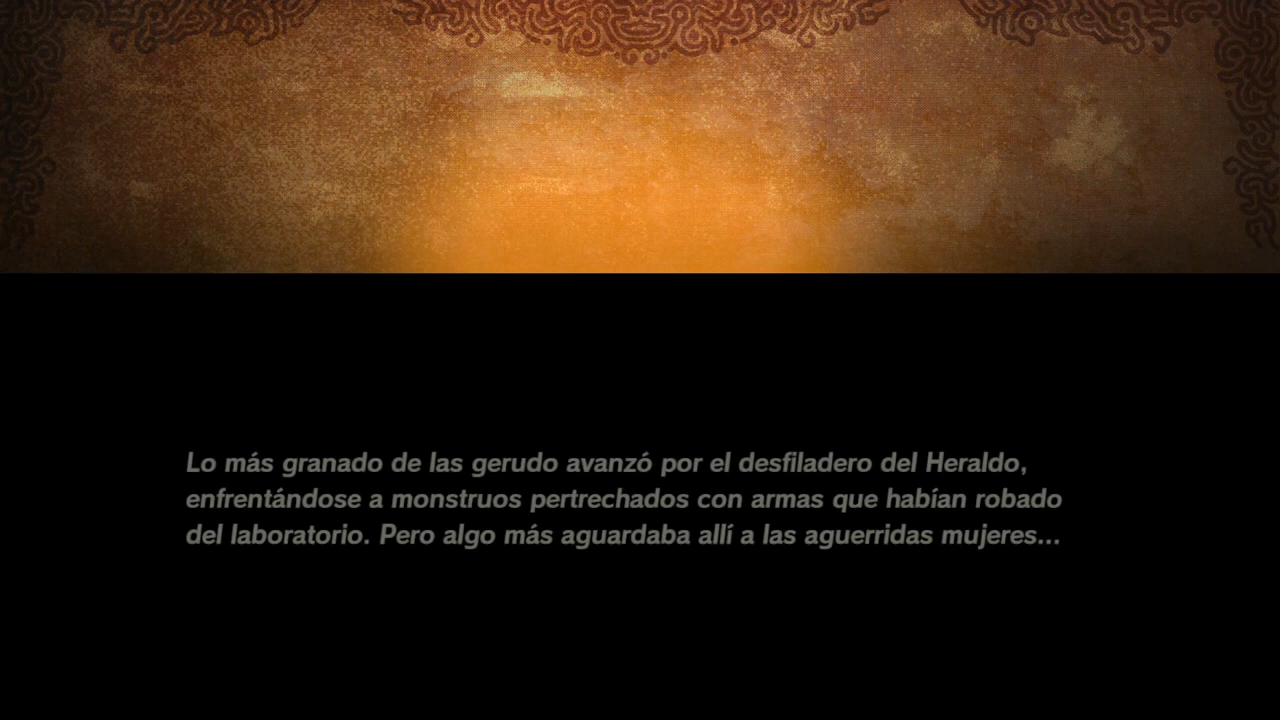 Lo más granado de las gerudo avanzó por el desfiladero del Heraldo,
enfrentándose a monstruos pertrechados con armas que habían robado
del laboratorio. Pero algo más aguardaba allí a las aguerridas mujeres...